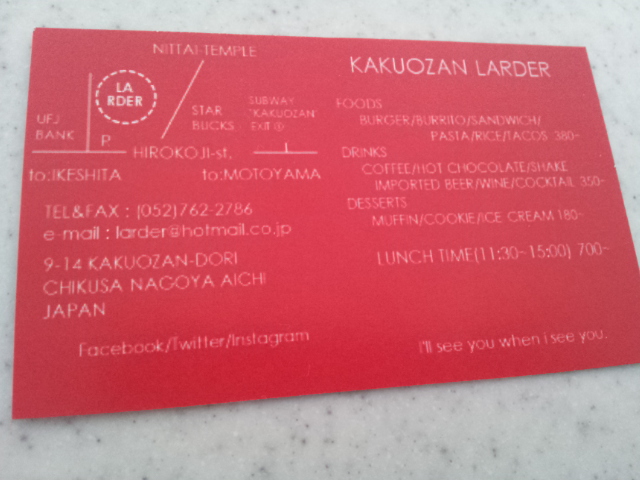 NITTAI-TEMPLE
LA
RDER
UFJ
BANK
P
STAR
BUCKS
SUBWAY
"KAKUOZAN"
EXIT ①
HIROKOJI-st,
to:IKESHITA
to:MOTOYAMA
TEL&FAX : (052)762-2786
e-mail : larder@hotmail.co.jp
9-14 KAKUOZAN-DORI
CHIKUSA NAGOYA AICHI
JAPAN
Facebook/Twitter/Instagram
KAKUOZAN LARDER
FOODS
BURGER/BURRITO/SANDWICH/
PASTA/RICE/TACOS 380~
DRINKS
COFFEE/HOT CHOCOLATE/SHAKE
IMPORTED BEER/WINE/COCKTAIL 350~
DESSERTS
MUFFIN/COOKIE/ICE CREAM 180~
LUNCH TIME(11:30~15:00) 700~
I'll see you when i see you.